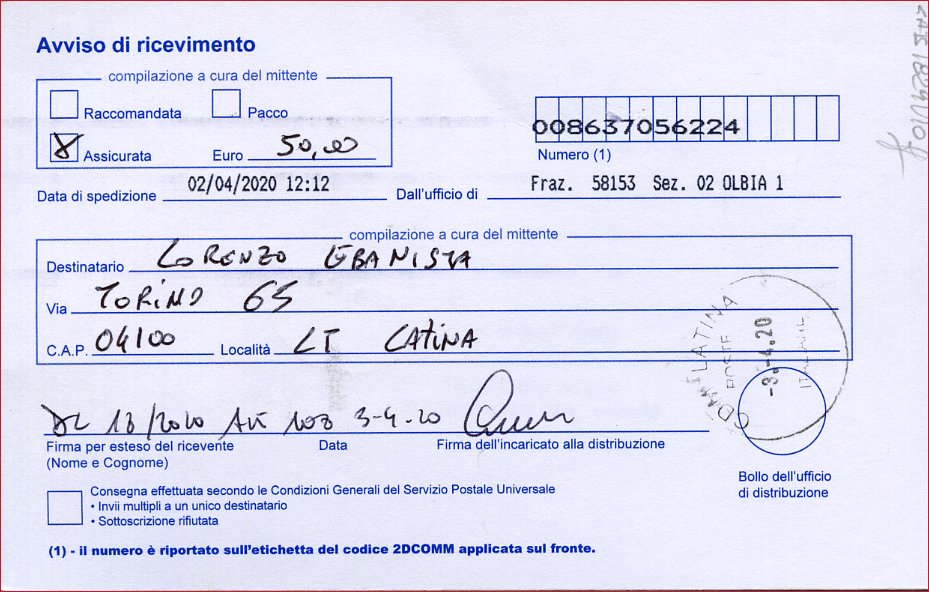 Avviso di ricevimento
compilazione a cura del mittente
Raccomandata Pacco
Assicurata Euro 50,00
008637056224
Numero (1)
Data di spedizione 02/04/2020 12:12 Dall'ufficio di Fraz. 58153 Sez. 02 OLBIA 1
compilazione a cura del mittente
Destinatario LORENZO EBANISTA
Via TORINO 65
C.A.P. 04100 Località LT LATINA
DL 18/2020 3-4-20
Firma per esteso del ricevente Data Firma dell'incaricato alla distribuzione
(Nome e Cognome)
LATINA
POSTE
-3.-4.20
ITALIANE
Bollo dell'ufficio
di distribuzione
Consegna effettuata secondo le Condizioni Generali del Servizio Postale Universale
• Invii multipli a un unico destinatario
• Sottoscrizione rifiutata
(1) - il numero è riportato sull'etichetta del codice 2DCOMM applicata sul fronte.